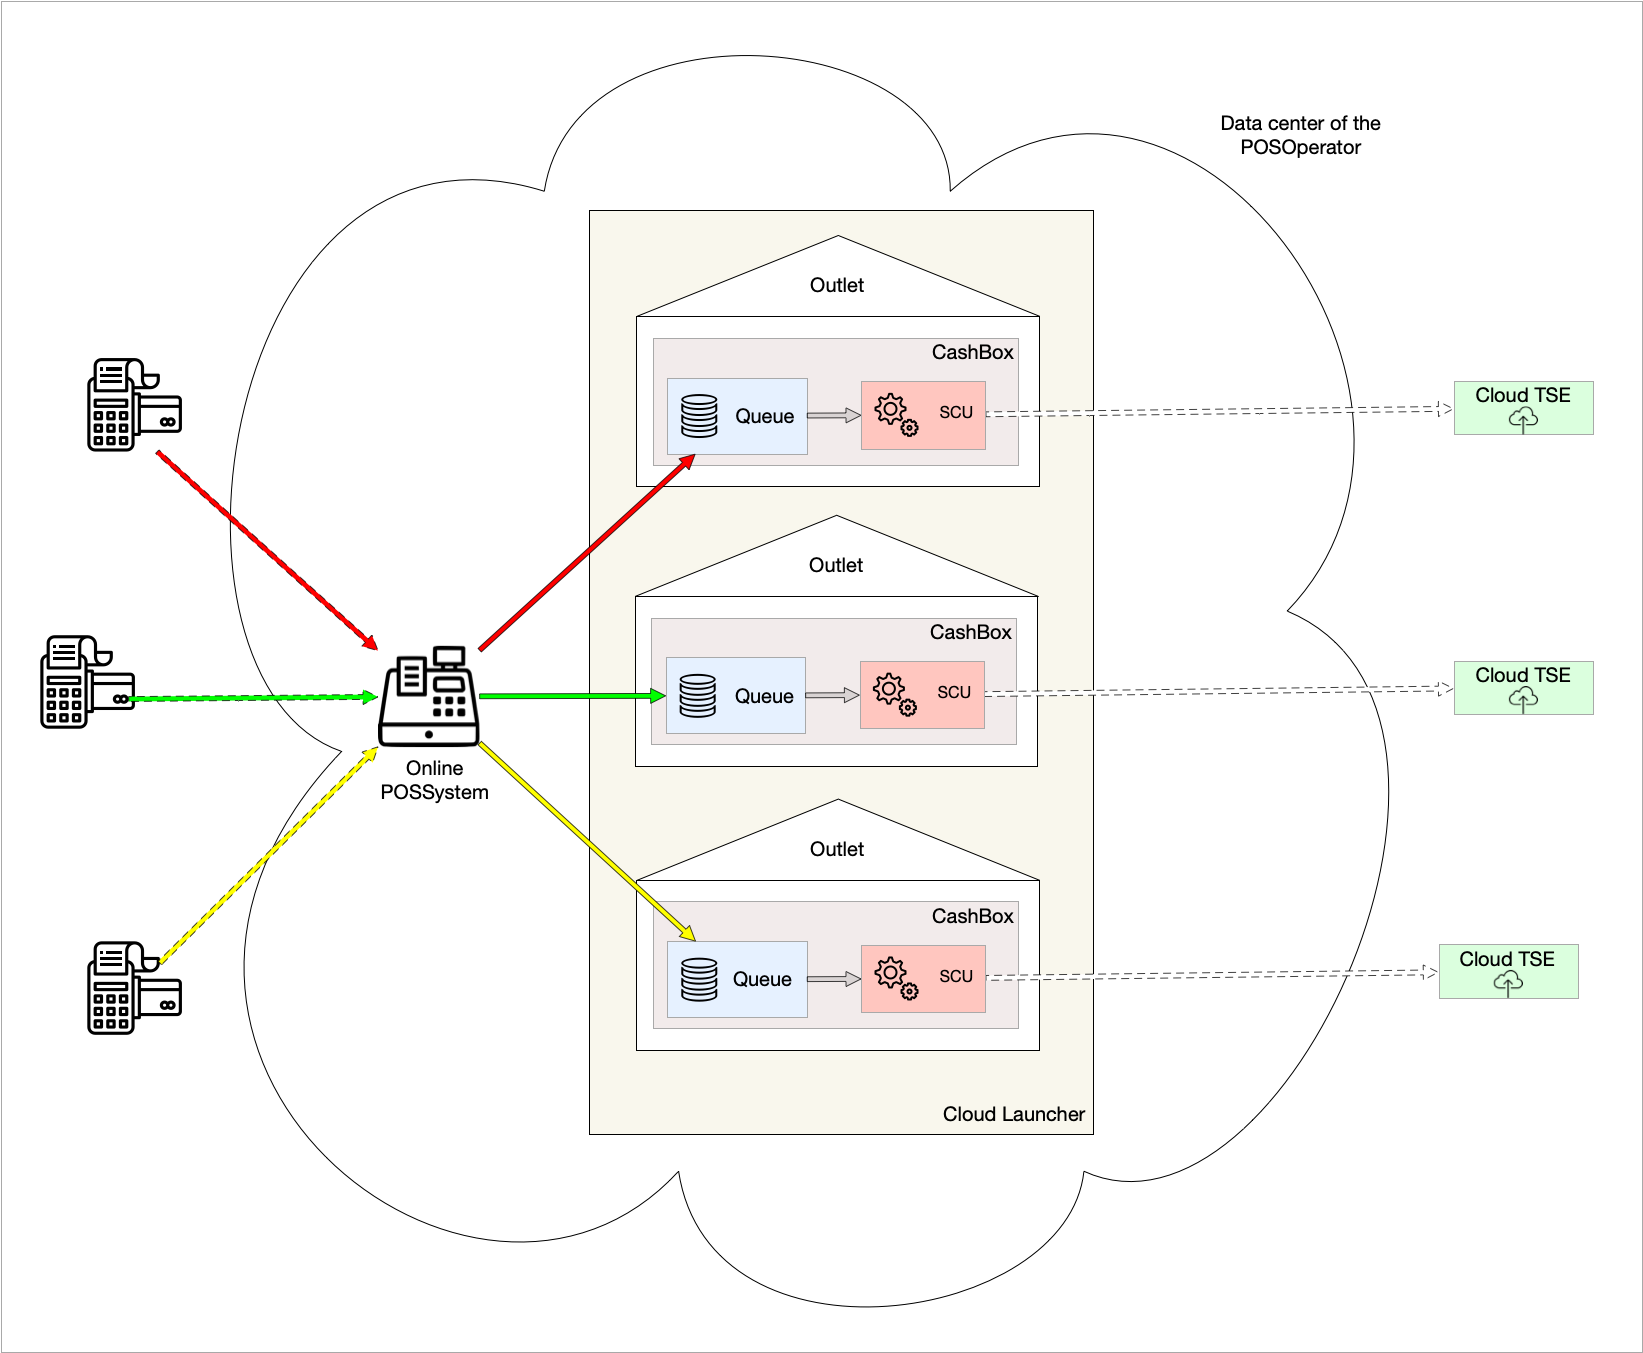 Data center of the
POSOperator
Outlet
CashBox
Queue
SCU
Cloud TSE
Outlet
CashBox
Queue
SCU
Cloud TSE
Online
POSSystem
Outlet
CashBox
Queue
SCU
Cloud TSE
Cloud Launcher